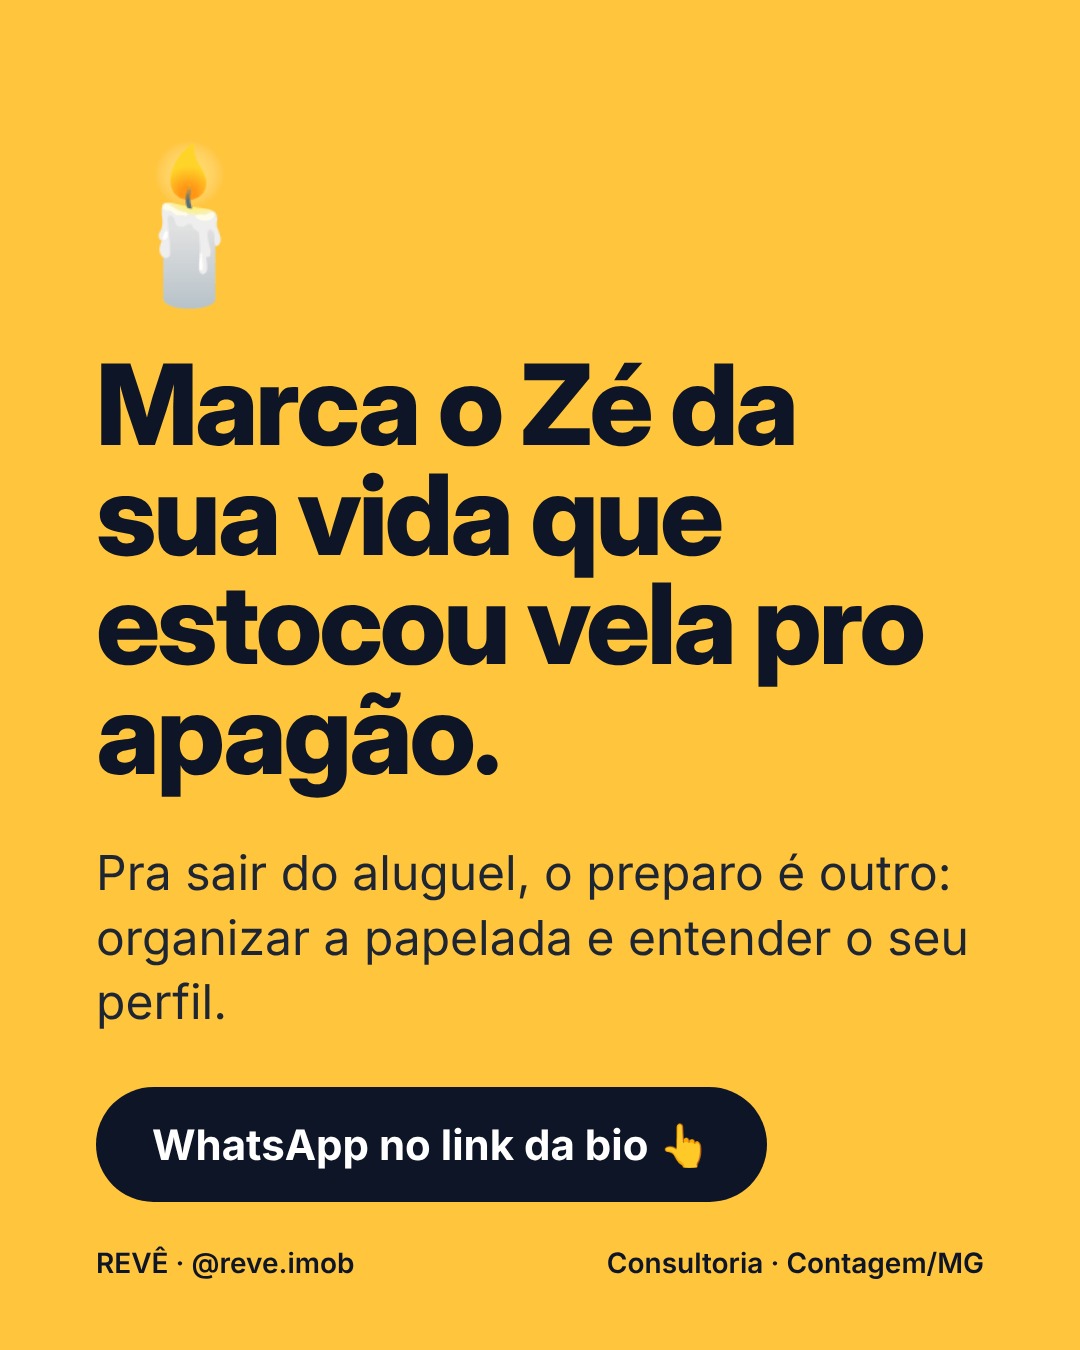 Marca o Zé da
sua vida que
estocou vela pro
apagão.
Pra sair do aluguel, o preparo é outro:
organizar a papelada e entender o seu
perfil.
WhatsApp no link da bio 👆
REVÊ · @reve.imob
Consultoria · Contagem/MG